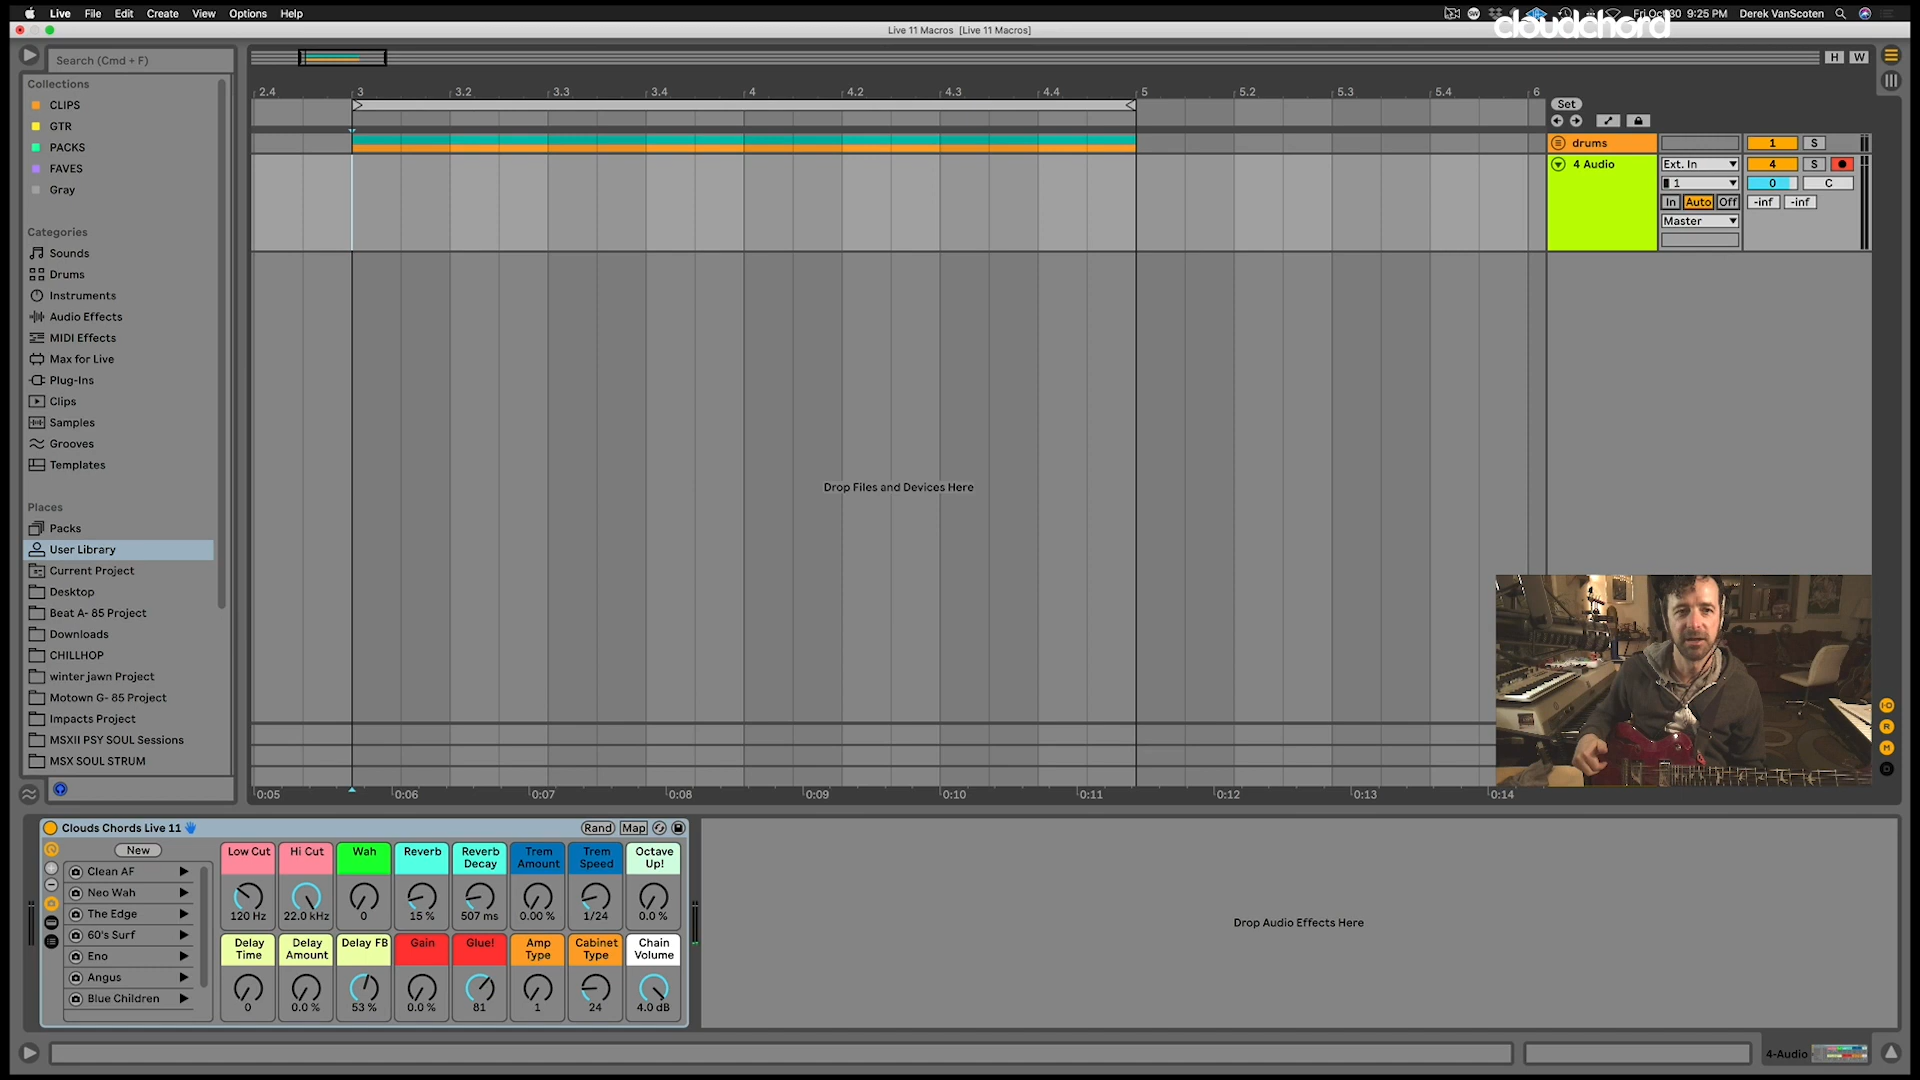 Live File Edit Create View Options Help
Fri Oct 30 9:25 PM Derek VanScoten
cloudchord
Live 11 Macros [Live 11 Macros]
Search (Cmd + F)
H W
Collections
CLIPS
GTR
PACKS
FAVES
Gray
Categories
Sounds
Drums
Instruments
Audio Effects
MIDI Effects
Max for Live
Plug-Ins
Clips
Samples
Grooves
Templates
Places
Packs
User Library
Current Project
Desktop
Beat A- 85 Project
Downloads
CHILLHOP
winter jawn Project
Motown G- 85 Project
Impacts Project
MSXII PSY SOUL Sessions
MSX SOUL STRUM
2.4 3 3.2 3.3 3.4 4 4.2 4.3 4.4 5 5.2 5.3 5.4 6
Set
drums 1 S
4 Audio Ext. In 4 S
1 0 C
In Auto Off -inf -inf
Master
Drop Files and Devices Here
I·O
R
M
D
0:05 0:06 0:07 0:08 0:09 0:10 0:11 0:12 0:13 0:14
Clouds Chords Live 11 Rand Map
New
Clean AF
Neo Wah
The Edge
60's Surf
Eno
Angus
Blue Children
Low Cut Hi Cut Wah Reverb Reverb Decay Trem Amount Trem Speed Octave Up!
120 Hz 22.0 kHz 0 15 % 507 ms 0.00 % 1/24 0.0 %
Delay Time Delay Amount Delay FB Gain Glue! Amp Type Cabinet Type Chain Volume
0 0.0 % 53 % 0.0 % 81 1 24 4.0 dB
Drop Audio Effects Here
4-Audio